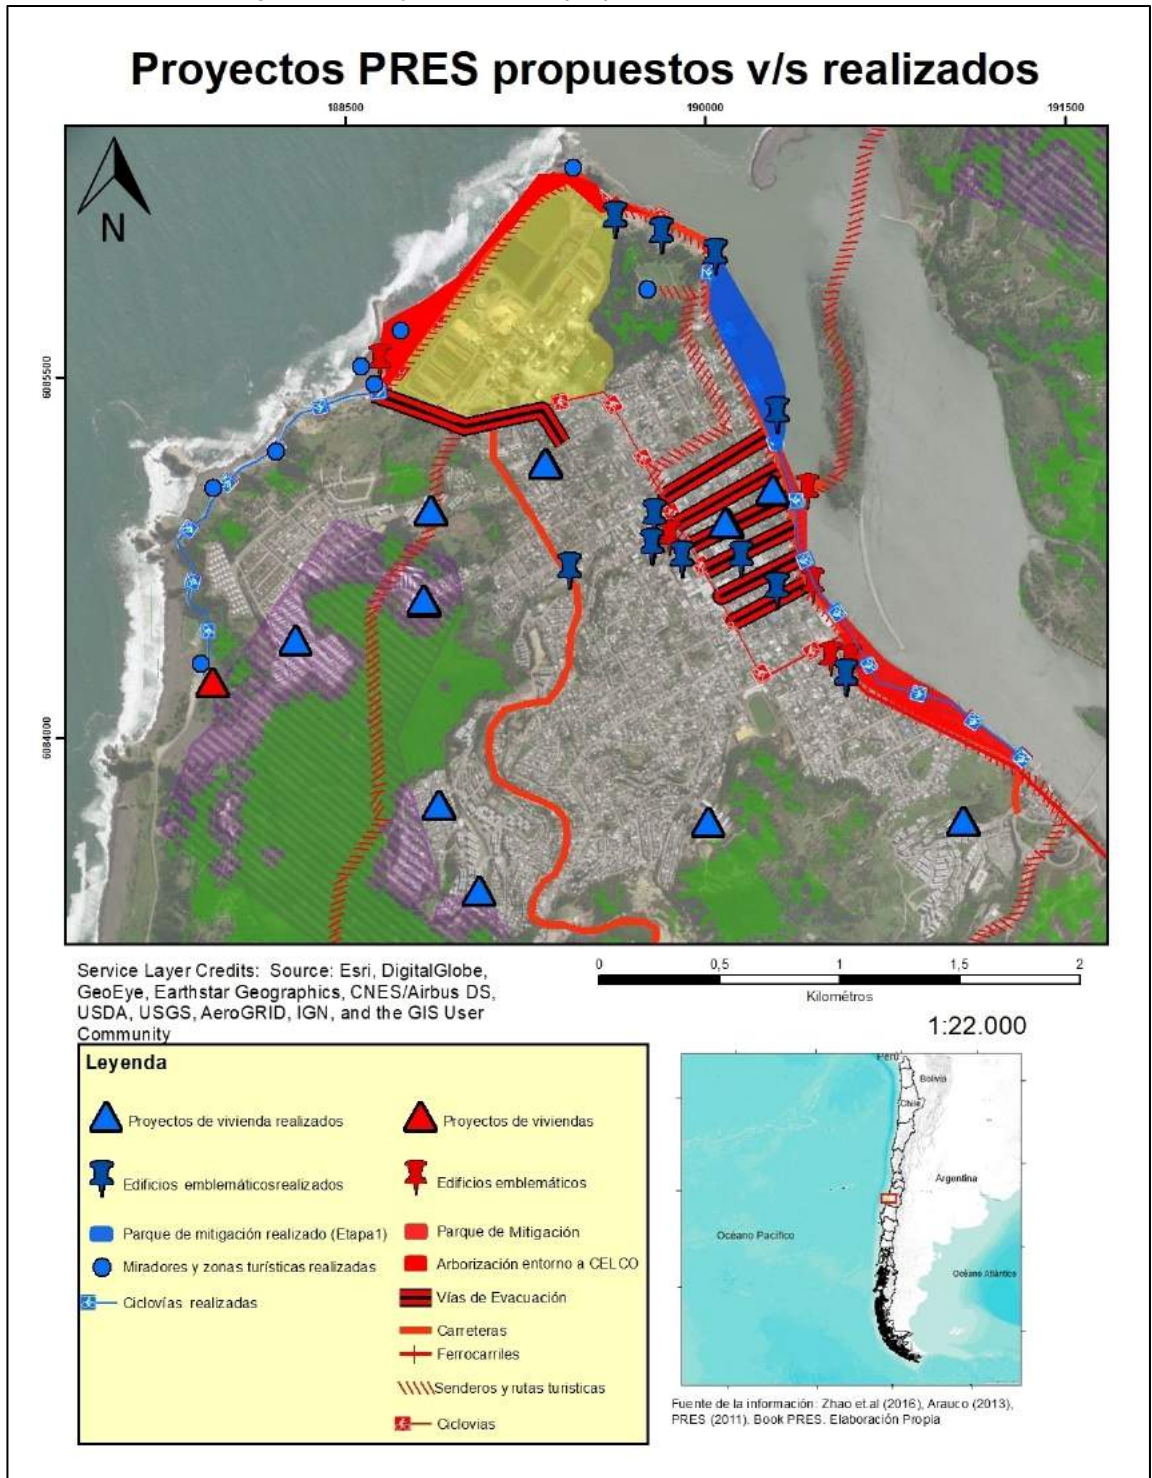 Proyectos PRES propuestos v/s realizados
188500
190000
191500
N
6085500
6084000
Service Layer Credits: Source: Esri, DigitalGlobe,
GeoEye, Earthstar Geographics, CNES/Airbus DS,
USDA, USGS, AeroGRID, IGN, and the GIS User
Community
0
0,5
1
1,5
2
Kilométros
1:22.000
Leyenda
Proyectos de vivienda realizados
Edificios emblemáticosrealizados
Parque de mitigación realizado (Etapa1)
Miradores y zonas turísticas realizadas
Ciclovías realizadas
Proyectos de viviendas
Edificios emblemáticos
Parque de Mitigación
Arborización entorno a CELCO
Vías de Evacuación
Carreteras
Ferrocarriles
Senderos y rutas turisticas
Ciclovias
Perú
Bolivia
Chile
Argentina
Océano Pacífico
Océano Atlántico
Fuente de la información: Zhao et.al (2016), Arauco (2013),
PRES (2011). Book PRES. Elaboración Propia